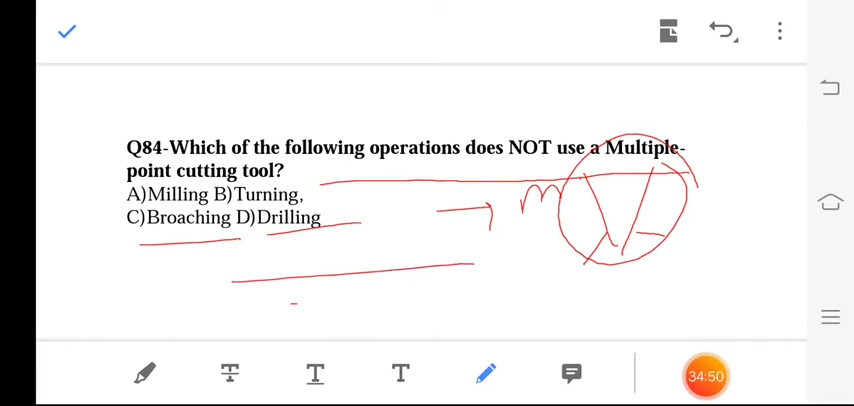 Q84-Which of the following operations does NOT use a Multiple-
point cutting tool?
A)Milling B)Turning,
C)Broaching D)Drilling
m
T T T
34:50